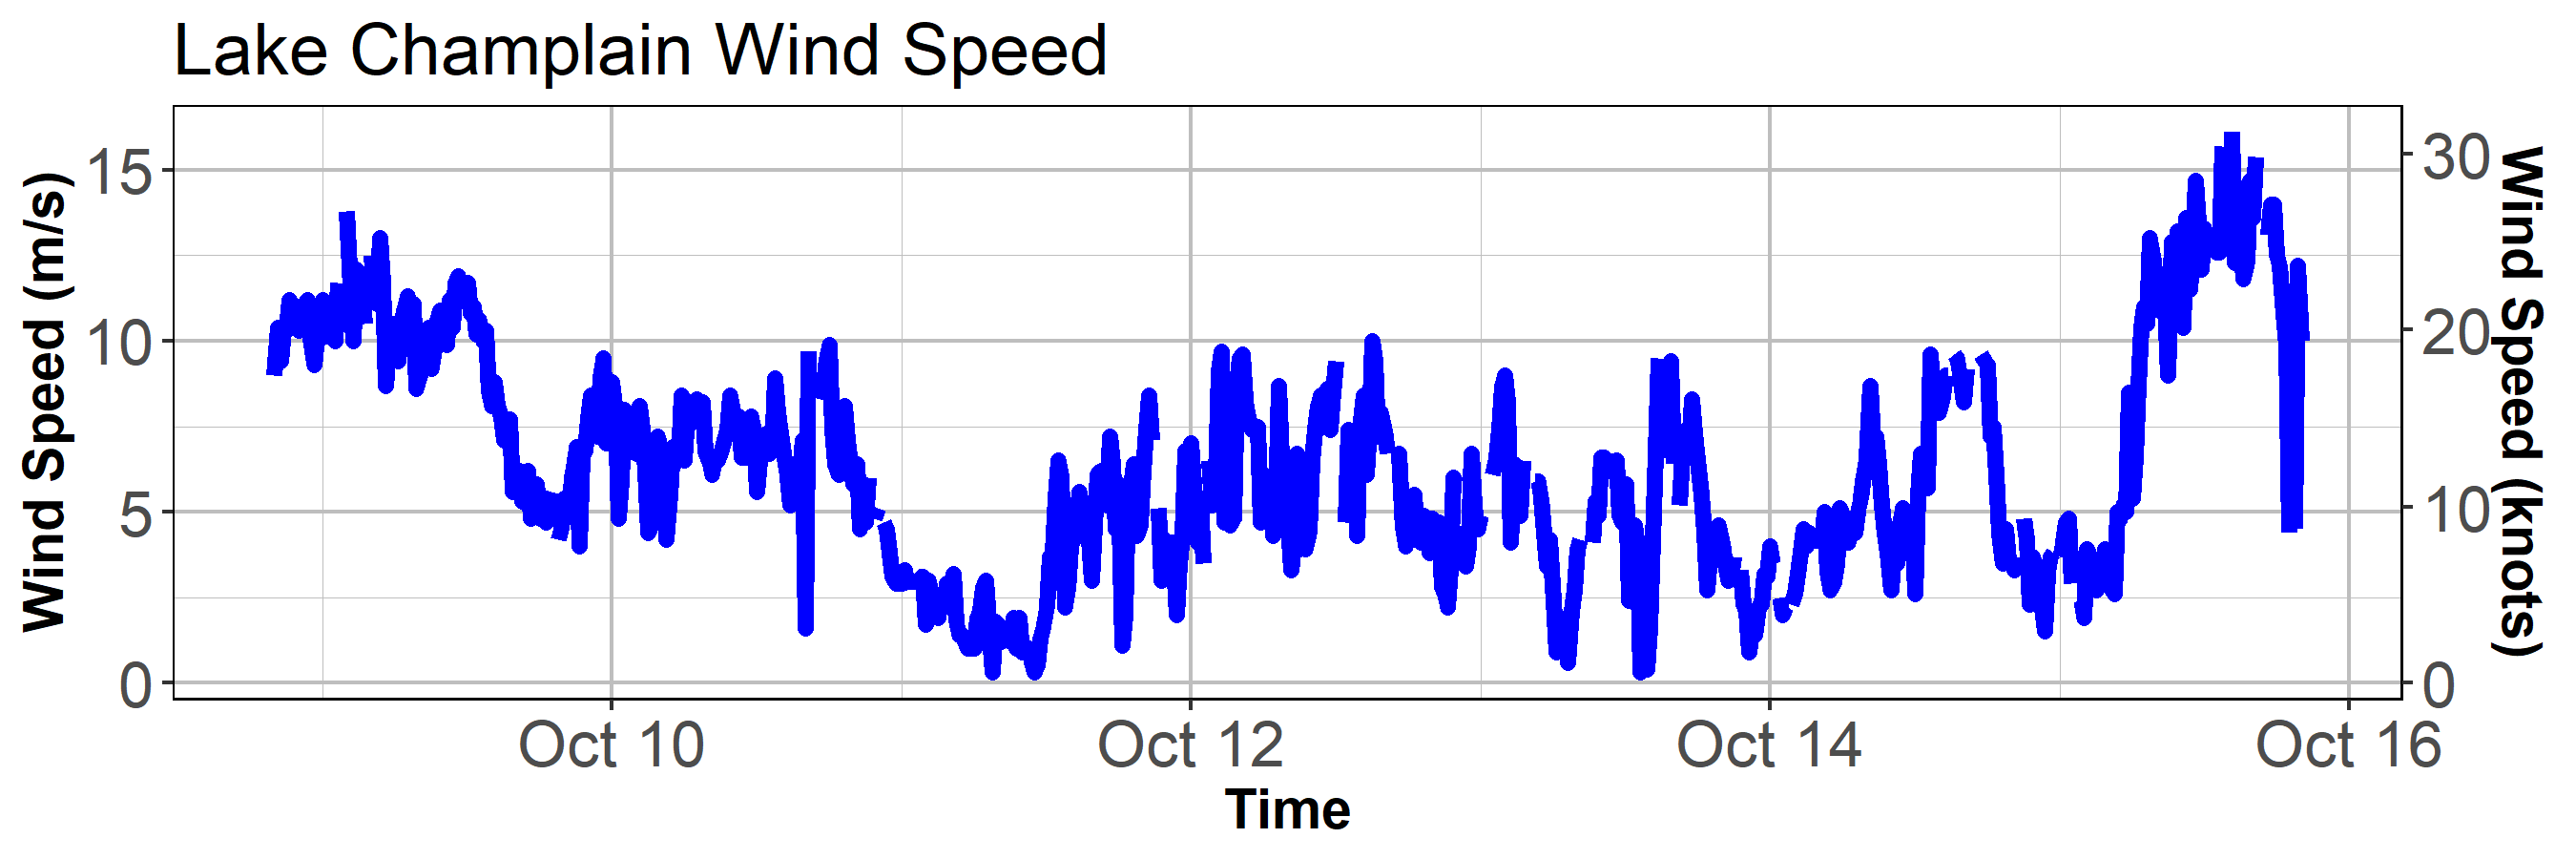 Lake Champlain Wind Speed
Wind Speed (m/s)
15
10
5
0
30
20
10
0
Wind Speed (knots)
Oct 10
Oct 12
Oct 14
Oct 16
Time